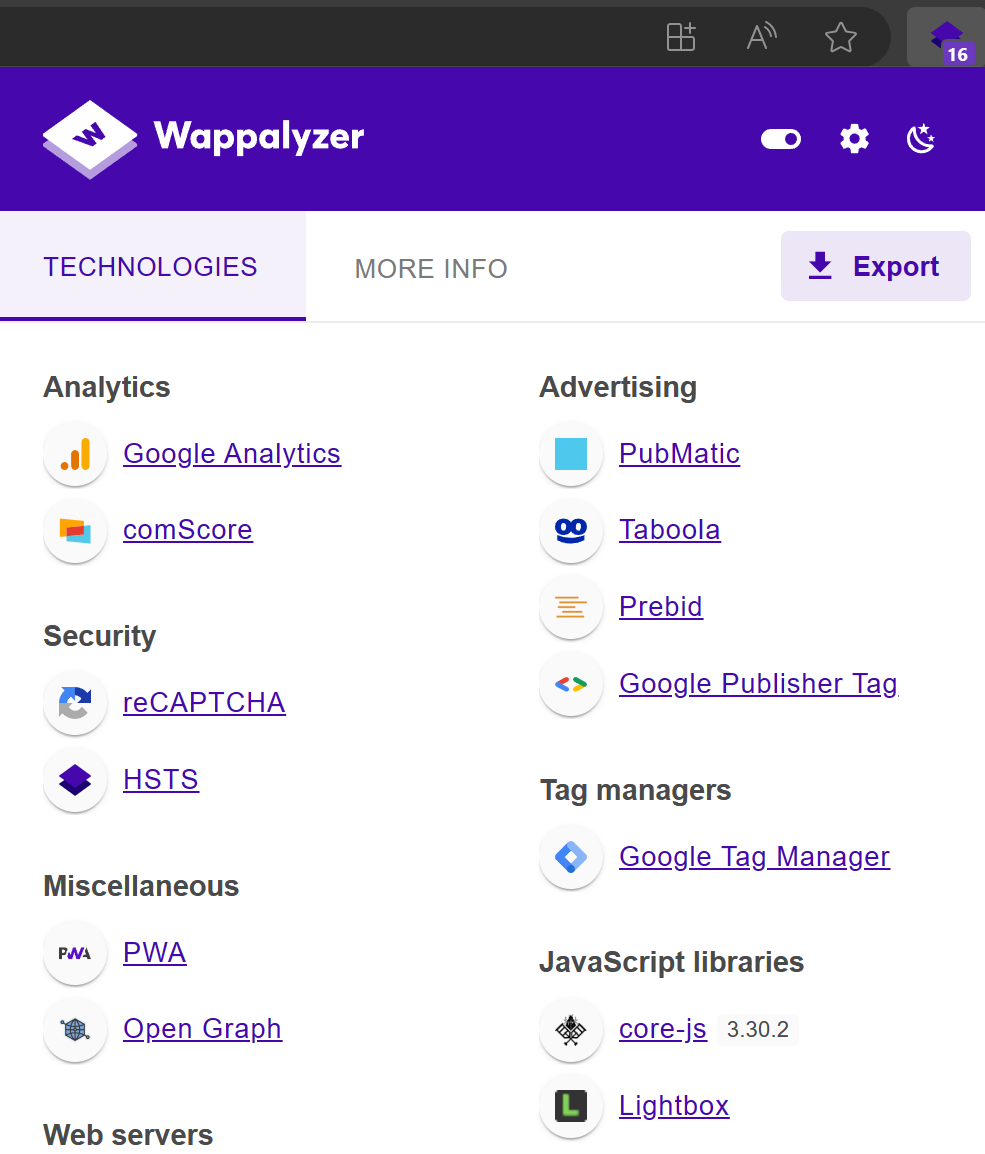 16
Wappalyzer
TECHNOLOGIES
MORE INFO
Export
Analytics
Google Analytics
comScore
Security
reCAPTCHA
HSTS
Miscellaneous
PWA
PWA
Open Graph
Web servers
Advertising
PubMatic
Taboola
Prebid
Google Publisher Tag
Tag managers
Google Tag Manager
JavaScript libraries
core-js 3.30.2
Lightbox